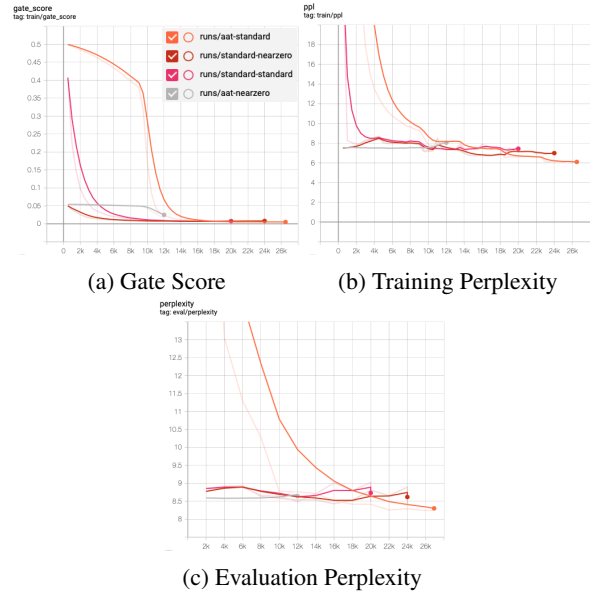 gate_score
tag: train/gate_score
0.5
0.45
0.4
0.35
0.3
0.25
0.2
0.15
0.1
0.05
0
0 2k 4k 6k 8k 10k 12k 14k 16k 18k 20k 22k 24k 26k
runs/aat-standard
runs/standard-nearzero
runs/standard-standard
runs/aat-nearzero
(a) Gate Score
ppl
tag: train/ppl
18
16
14
12
10
8
6
4
2
0
0 2k 4k 6k 8k 10k 12k 14k 16k 18k 20k 22k 24k 26k
(b) Training Perplexity
perplexity
tag: eval/perplexity
13
12.5
12
11.5
11
10.5
10
9.5
9
8.5
8
2k 4k 6k 8k 10k 12k 14k 16k 18k 20k 22k 24k 26k
(c) Evaluation Perplexity